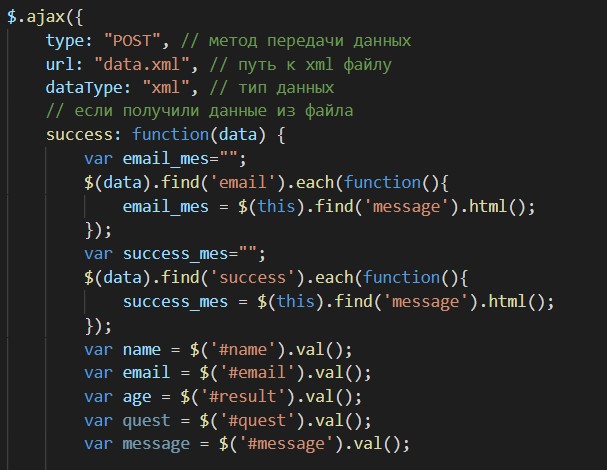 $.ajax({
    type: "POST", // метод передачи данных
    url: "data.xml", // путь к xml файлу
    dataType: "xml", // тип данных
    // если получили данные из файла
    success: function(data) {
        var email_mes="";
        $(data).find('email').each(function(){
            email_mes = $(this).find('message').html();
        });
        var success_mes="";
        $(data).find('success').each(function(){
            success_mes = $(this).find('message').html();
        });
        var name = $('#name').val();
        var email = $('#email').val();
        var age = $('#result').val();
        var quest = $('#quest').val();
        var message = $('#message').val();